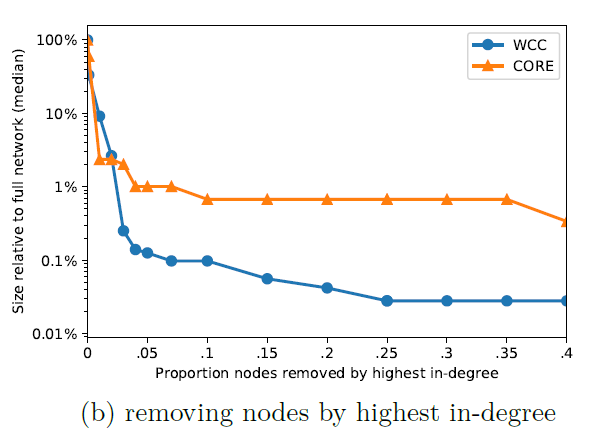 WCC
CORE
100%
10%
1%
0.1%
0.01%
Size relative to full network (median)
0 .05 .1 .15 .2 .25 .3 .35 .4
Proportion nodes removed by highest in-degree
(b) removing nodes by highest in-degree